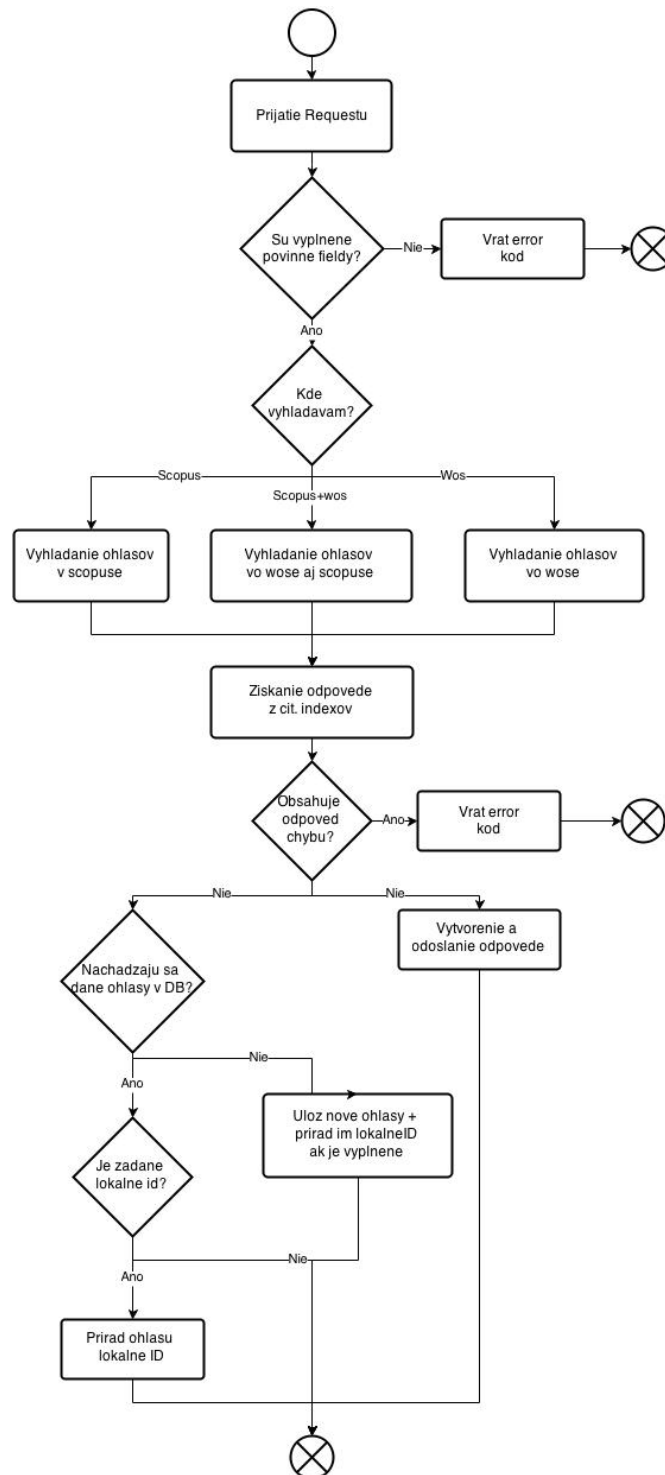 Prijatie Requestu
Su vyplnene
povinne fieldy?
Nie
Vrat error
kod
Ano
Kde
vyhladavam?
Scopus
Scopus+wos
Wos
Vyhladanie ohlasov
v scopuse
Vyhladanie ohlasov
vo wose aj scopuse
Vyhladanie ohlasov
vo wose
Ziskanie odpovede
z cit. indexov
Obsahuje
odpoved
chybu?
Ano
Vrat error
kod
Nie
Nie
Vytvorenie a
odoslanie odpovede
Nachadzaju sa
dane ohlasy v DB?
Nie
Ano
Uloz nove ohlasy +
prirad im lokalneID
ak je vyplnene
Je zadane
lokalne id?
Nie
Ano
Prirad ohlasu
lokalne ID